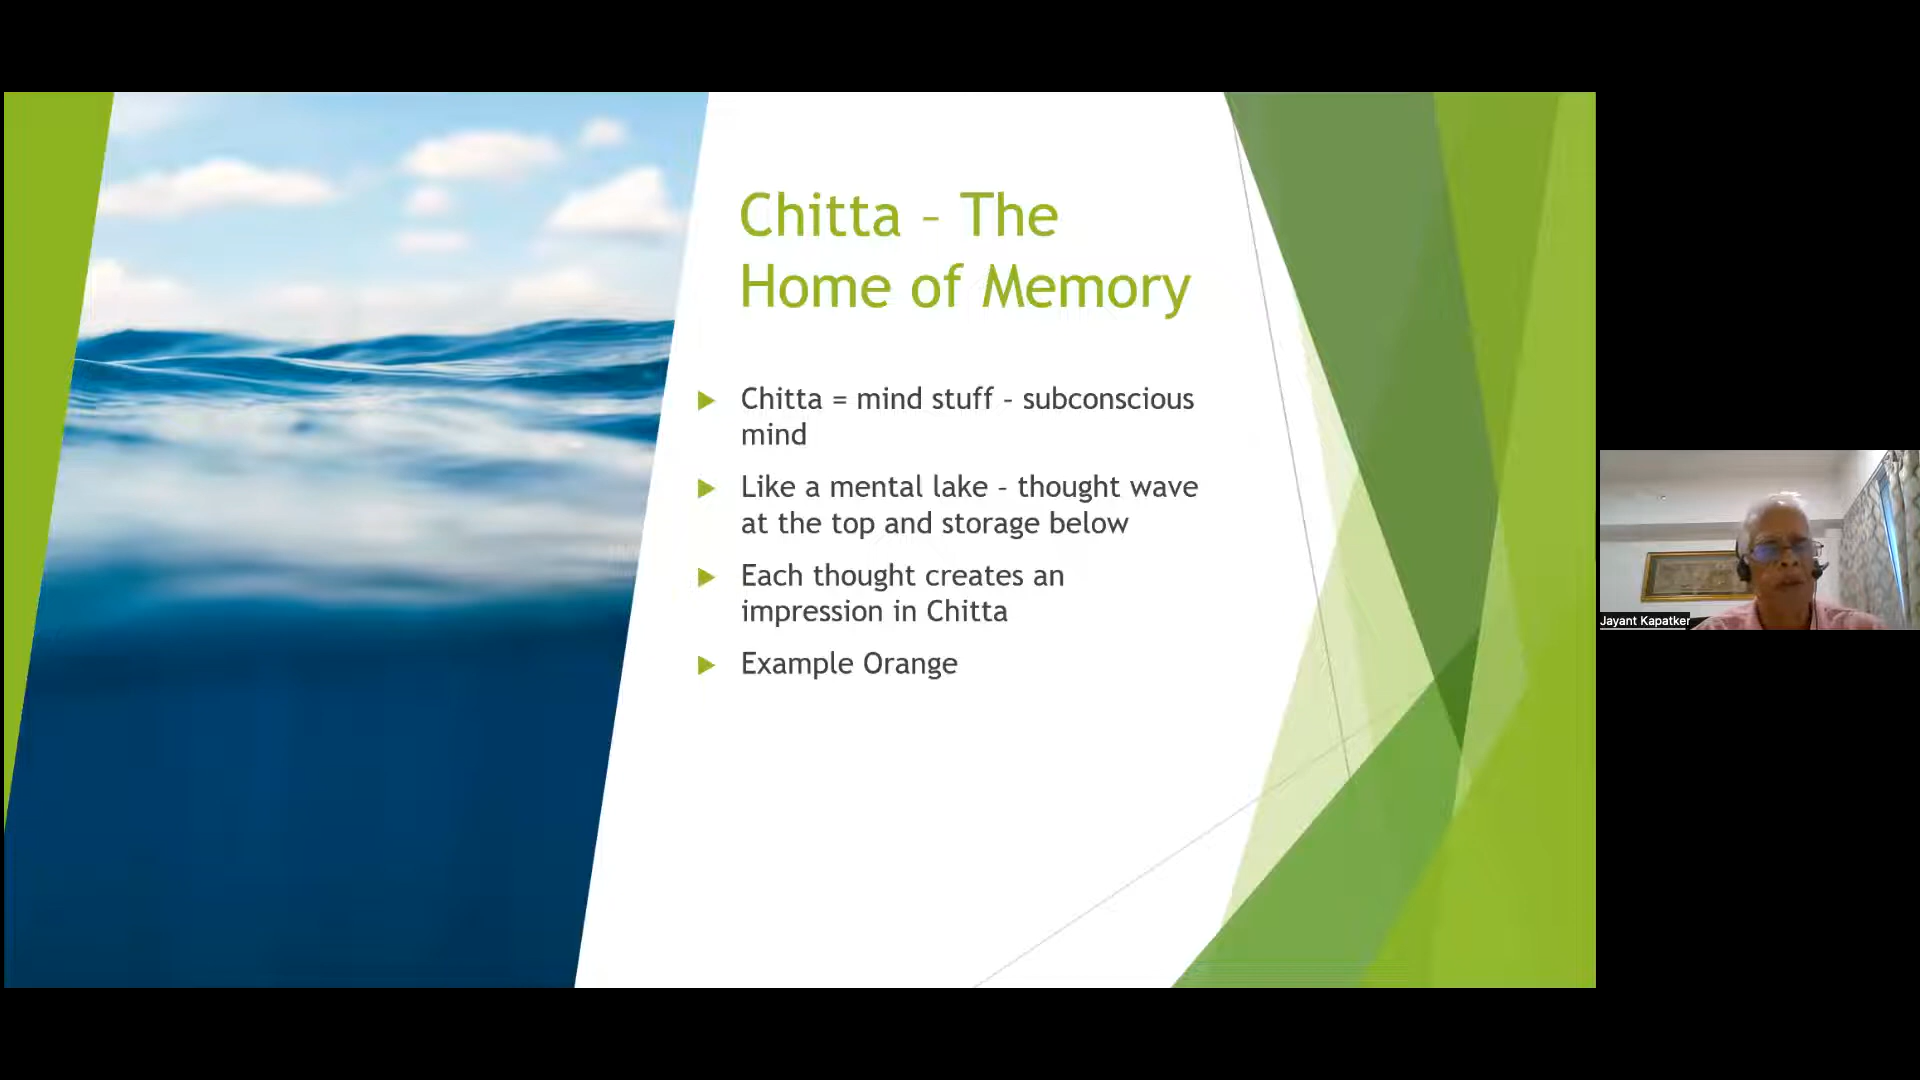 Chitta – The
Home of Memory
Chitta = mind stuff – subconscious
mind
Like a mental lake – thought wave
at the top and storage below
Each thought creates an
impression in Chitta
Example Orange
Jayant Kapatker